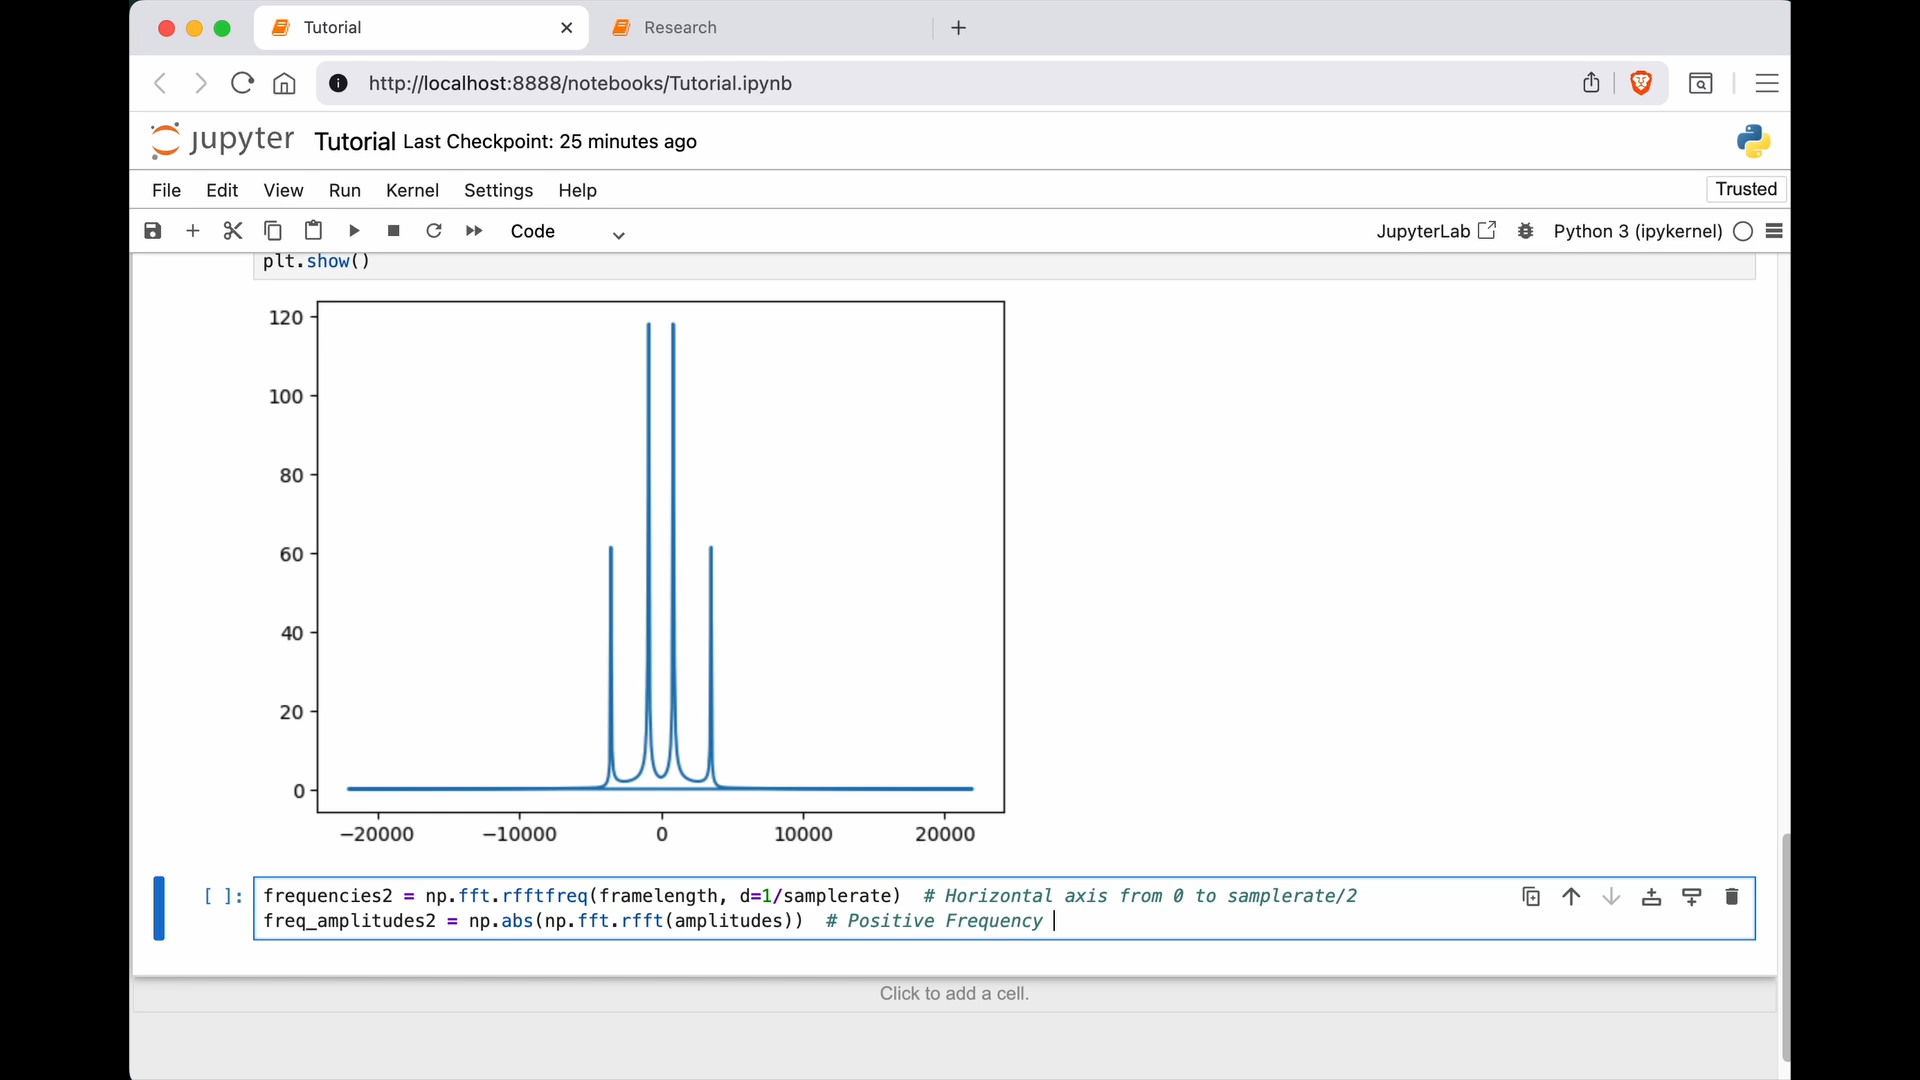 Tutorial
Research
http://localhost:8888/notebooks/Tutorial.ipynb
jupyter Tutorial Last Checkpoint: 25 minutes ago
File Edit View Run Kernel Settings Help
Trusted
Code
JupyterLab
Python 3 (ipykernel)
plt.show()
120
100
80
60
40
20
0
−20000 −10000 0 10000 20000
[ ]: frequencies2 = np.fft.rfftfreq(framelength, d=1/samplerate)  # Horizontal axis from 0 to samplerate/2
freq_amplitudes2 = np.abs(np.fft.rfft(amplitudes))  # Positive Frequency
Click to add a cell.